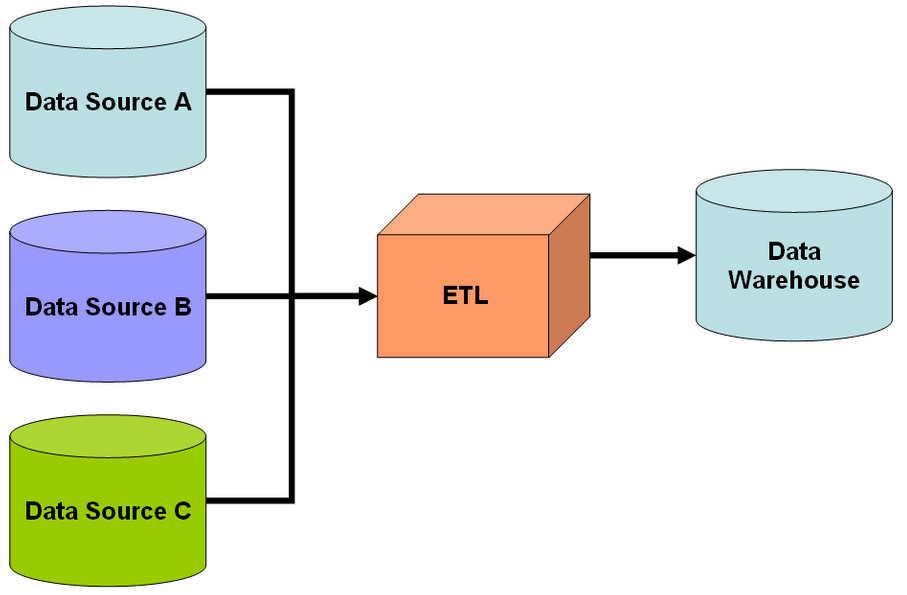 Data Source A
Data Source B
Data Source C
ETL
Data
Warehouse